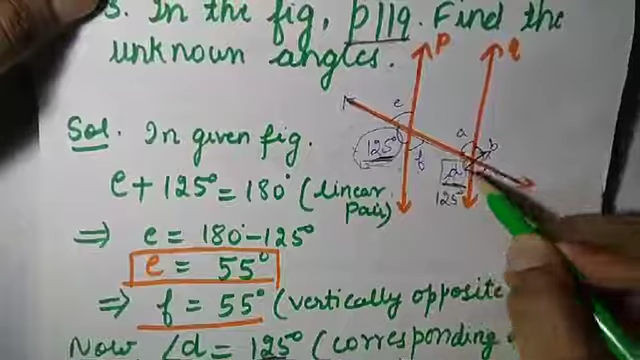 3. In the fig, p||q. Find the
unknown angles.
p
q
e
125°
f
a
b
d
125°
Sol. In given fig.
e + 125° = 180° (linear
pair)
⇒ e = 180° - 125°
e = 55°
⇒ f = 55° (vertically opposite
Now ∠d = 125° (corresponding